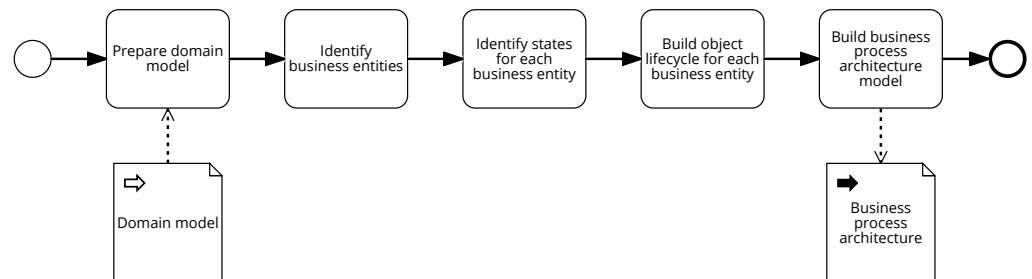 Prepare domain
model
Identify
business entities
Identify states
for each
business entity
Build object
lifecycle for each
business entity
Build business
process
architecture
model
Domain model
Business
process
architecture